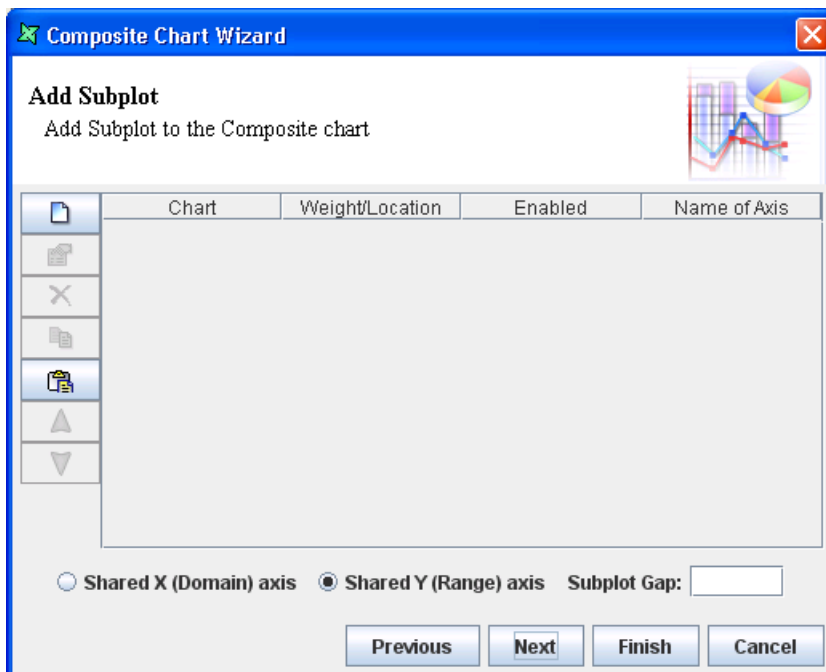 Composite Chart Wizard
Add Subplot
Add Subplot to the Composite chart
Chart Weight/Location Enabled Name of Axis
Shared X (Domain) axis Shared Y (Range) axis Subplot Gap:
Previous Next Finish Cancel